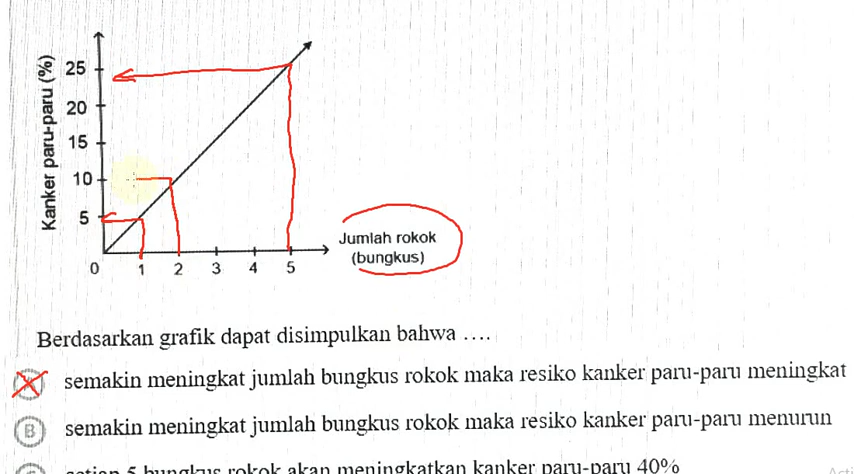 Kanker paru-paru (%)
25
20
15
10
5
0 1 2 3 4 5
Jumlah rokok
(bungkus)
Berdasarkan grafik dapat disimpulkan bahwa ....
semakin meningkat jumlah bungkus rokok maka resiko kanker paru-paru meningkat
B semakin meningkat jumlah bungkus rokok maka resiko kanker paru-paru menurun
setiap 5 bungkus rokok akan meningkatkan kanker paru-paru 40%